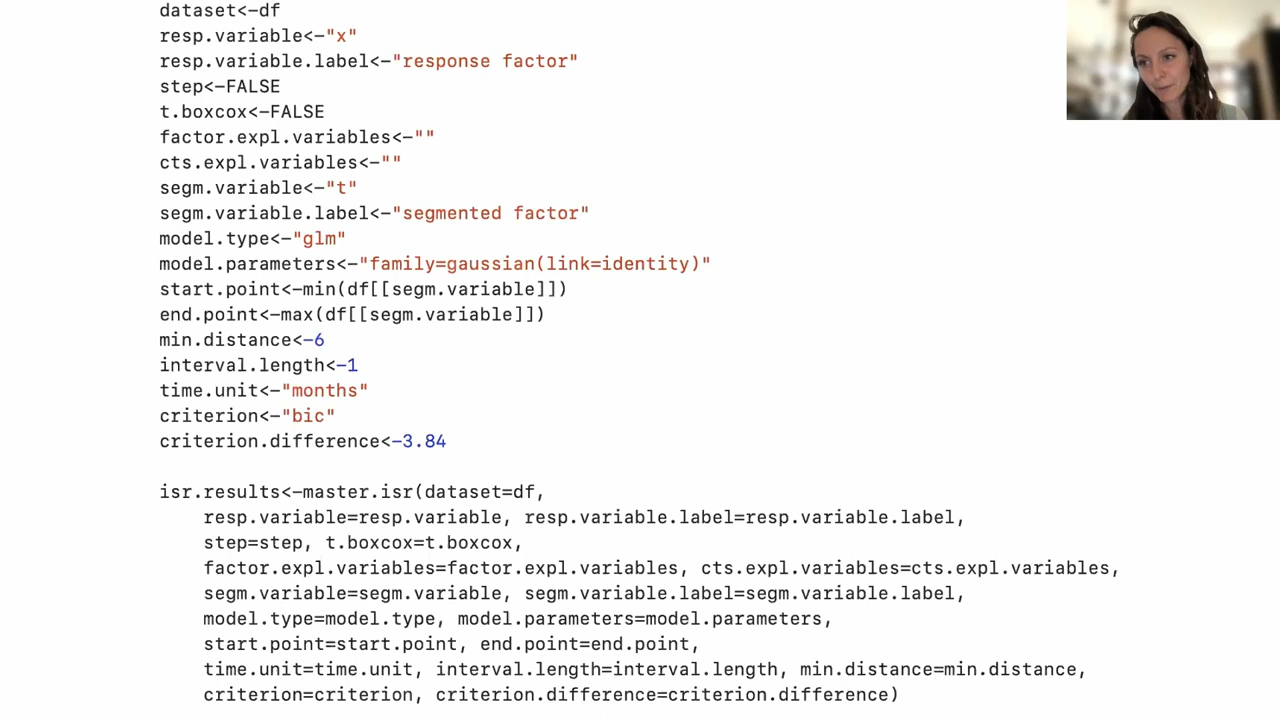 dataset<-df
resp.variable<-"x"
resp.variable.label<-"response factor"
step<-FALSE
t.boxcox<-FALSE
factor.expl.variables<-""
cts.expl.variables<-""
segm.variable<-"t"
segm.variable.label<-"segmented factor"
model.type<-"glm"
model.parameters<-"family=gaussian(link=identity)"
start.point<-min(df[[segm.variable]])
end.point<-max(df[[segm.variable]])
min.distance<-6
interval.length<-1
time.unit<-"months"
criterion<-"bic"
criterion.difference<-3.84
isr.results<-master.isr(dataset=df,
resp.variable=resp.variable, resp.variable.label=resp.variable.label,
step=step, t.boxcox=t.boxcox,
factor.expl.variables=factor.expl.variables, cts.expl.variables=cts.expl.variables,
segm.variable=segm.variable, segm.variable.label=segm.variable.label,
model.type=model.type, model.parameters=model.parameters,
start.point=start.point, end.point=end.point,
time.unit=time.unit, interval.length=interval.length, min.distance=min.distance,
criterion=criterion, criterion.difference=criterion.difference)